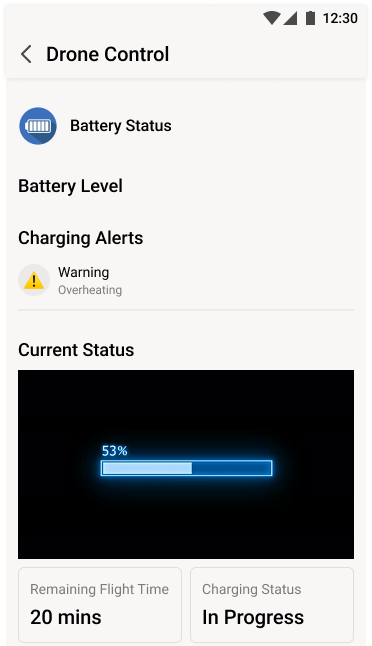 12:30
Drone Control
Battery Status
Battery Level
Charging Alerts
Warning
Overheating
Current Status
53%
Remaining Flight Time
20 mins
Charging Status
In Progress